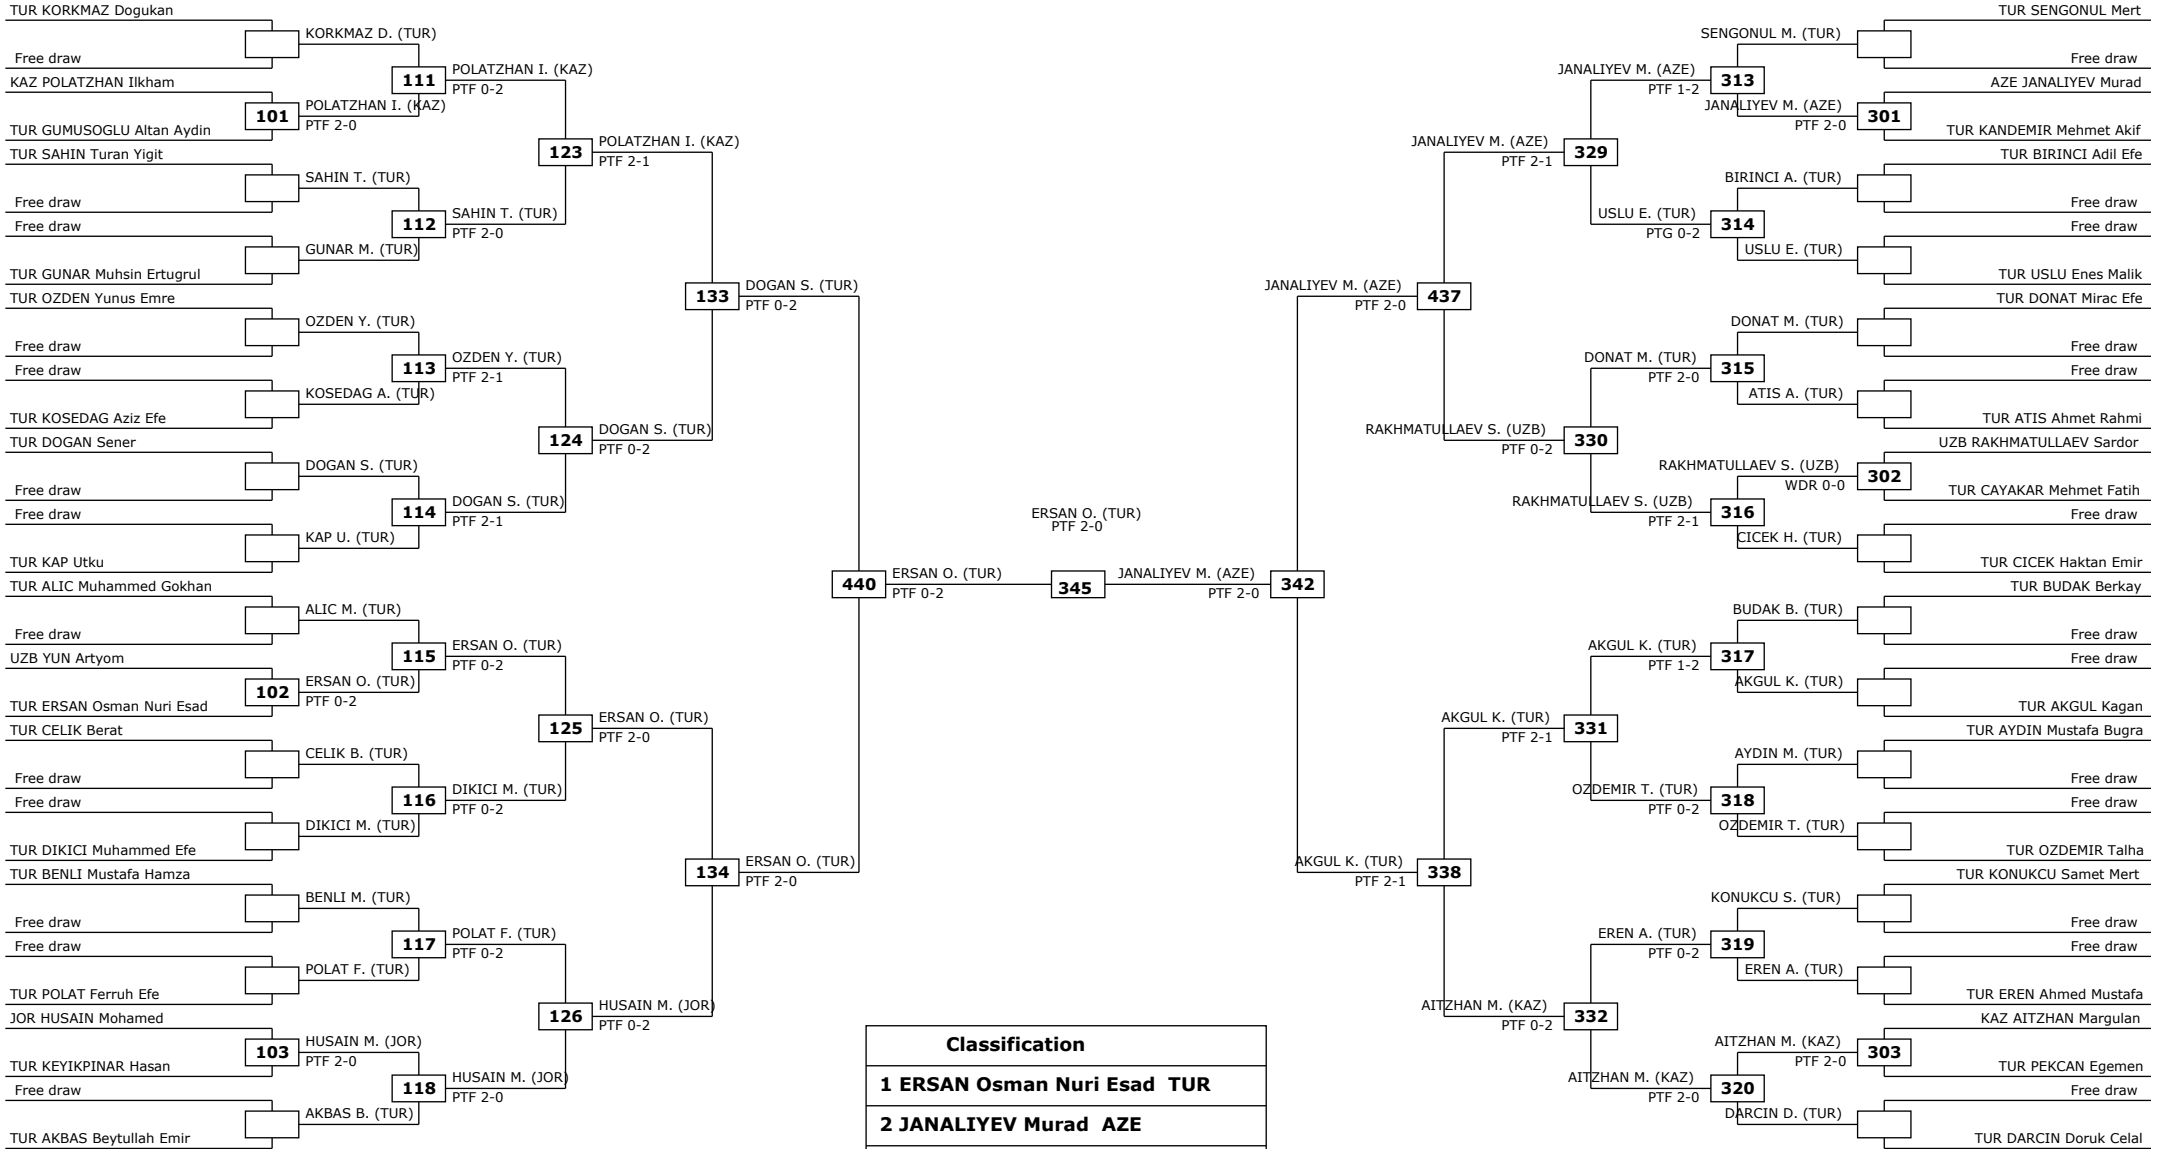 TUR KORKMAZ Dogukan
KORKMAZ D. (TUR)
Free draw
111
POLATZHAN I. (KAZ)
PTF 0-2
KAZ POLATZHAN Ilkham
101
POLATZHAN I. (KAZ)
PTF 2-0
TUR GUMUSOGLU Altan Aydin
123
POLATZHAN I. (KAZ)
PTF 2-1
TUR SAHIN Turan Yigit
SAHIN T. (TUR)
Free draw
112
SAHIN T. (TUR)
PTF 2-0
Free draw
GUNAR M. (TUR)
TUR GUNAR Muhsin Ertugrul
133
DOGAN S. (TUR)
PTF 0-2
TUR OZDEN Yunus Emre
OZDEN Y. (TUR)
Free draw
113
OZDEN Y. (TUR)
PTF 2-1
Free draw
KOSEDAG A. (TUR)
TUR KOSEDAG Aziz Efe
124
DOGAN S. (TUR)
PTF 0-2
TUR DOGAN Sener
DOGAN S. (TUR)
Free draw
114
DOGAN S. (TUR)
PTF 2-1
Free draw
KAP U. (TUR)
TUR KAP Utku
440
ERSAN O. (TUR)
PTF 0-2
TUR ALIC Muhammed Gokhan
ALIC M. (TUR)
Free draw
115
ERSAN O. (TUR)
PTF 0-2
UZB YUN Artyom
102
ERSAN O. (TUR)
PTF 0-2
TUR ERSAN Osman Nuri Esad
125
ERSAN O. (TUR)
PTF 2-0
TUR CELIK Berat
CELIK B. (TUR)
Free draw
116
DIKICI M. (TUR)
PTF 0-2
Free draw
DIKICI M. (TUR)
TUR DIKICI Muhammed Efe
134
ERSAN O. (TUR)
PTF 2-0
TUR BENLI Mustafa Hamza
BENLI M. (TUR)
Free draw
117
POLAT F. (TUR)
PTF 0-2
Free draw
POLAT F. (TUR)
TUR POLAT Ferruh Efe
126
HUSAIN M. (JOR)
PTF 0-2
JOR HUSAIN Mohamed
103
HUSAIN M. (JOR)
PTF 2-0
TUR KEYIKPINAR Hasan
118
HUSAIN M. (JOR)
PTF 2-0
Free draw
AKBAS B. (TUR)
TUR AKBAS Beytullah Emir
ERSAN O. (TUR)
PTF 2-0
345
JANALIYEV M. (AZE)
PTF 2-0
342
TUR SENGONUL Mert
SENGONUL M. (TUR)
Free draw
JANALIYEV M. (AZE)
PTF 1-2
313
AZE JANALIYEV Murad
JANALIYEV M. (AZE)
PTF 2-0
301
TUR KANDEMIR Mehmet Akif
JANALIYEV M. (AZE)
PTF 2-1
329
TUR BIRINCI Adil Efe
BIRINCI A. (TUR)
Free draw
USLU E. (TUR)
PTG 0-2
314
Free draw
USLU E. (TUR)
TUR USLU Enes Malik
JANALIYEV M. (AZE)
PTF 2-0
437
TUR DONAT Mirac Efe
DONAT M. (TUR)
Free draw
DONAT M. (TUR)
PTF 2-0
315
Free draw
ATIS A. (TUR)
TUR ATIS Ahmet Rahmi
RAKHMATULLAEV S. (UZB)
PTF 0-2
330
UZB RAKHMATULLAEV Sardor
RAKHMATULLAEV S. (UZB)
WDR 0-0
302
TUR CAYAKAR Mehmet Fatih
RAKHMATULLAEV S. (UZB)
PTF 2-1
316
Free draw
CICEK H. (TUR)
TUR CICEK Haktan Emir
TUR BUDAK Berkay
BUDAK B. (TUR)
Free draw
AKGUL K. (TUR)
PTF 1-2
317
Free draw
AKGUL K. (TUR)
TUR AKGUL Kagan
AKGUL K. (TUR)
PTF 2-1
331
TUR AYDIN Mustafa Bugra
AYDIN M. (TUR)
Free draw
OZDEMIR T. (TUR)
PTF 0-2
318
Free draw
OZDEMIR T. (TUR)
TUR OZDEMIR Talha
AKGUL K. (TUR)
PTF 2-1
338
TUR KONUKCU Samet Mert
KONUKCU S. (TUR)
Free draw
EREN A. (TUR)
PTF 0-2
319
Free draw
EREN A. (TUR)
TUR EREN Ahmed Mustafa
AITZHAN M. (KAZ)
PTF 0-2
332
KAZ AITZHAN Margulan
AITZHAN M. (KAZ)
PTF 2-0
303
TUR PEKCAN Egemen
AITZHAN M. (KAZ)
PTF 2-0
320
Free draw
DARCIN D. (TUR)
TUR DARCIN Doruk Celal
Classification
1 ERSAN Osman Nuri Esad TUR
2 JANALIYEV Murad AZE